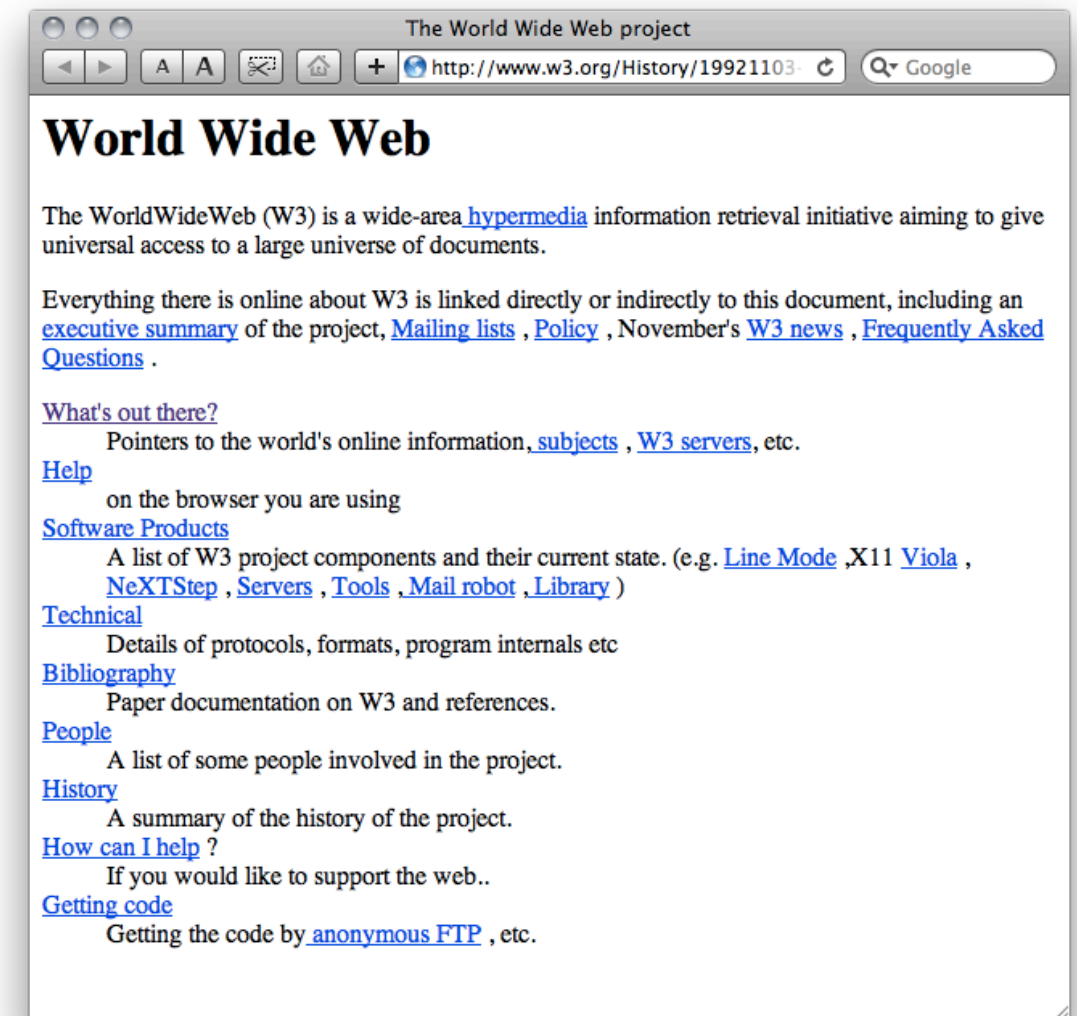 The World Wide Web project
A A + http://www.w3.org/History/19921103- Google
World Wide Web
The WorldWideWeb (W3) is a wide-area hypermedia information retrieval initiative aiming to give
universal access to a large universe of documents.
Everything there is online about W3 is linked directly or indirectly to this document, including an
executive summary of the project, Mailing lists , Policy , November's W3 news , Frequently Asked
Questions .
What's out there?
Pointers to the world's online information, subjects , W3 servers, etc.
Help
on the browser you are using
Software Products
A list of W3 project components and their current state. (e.g. Line Mode ,X11 Viola ,
NeXTStep , Servers , Tools , Mail robot , Library )
Technical
Details of protocols, formats, program internals etc
Bibliography
Paper documentation on W3 and references.
People
A list of some people involved in the project.
History
A summary of the history of the project.
How can I help ?
If you would like to support the web..
Getting code
Getting the code by anonymous FTP , etc.